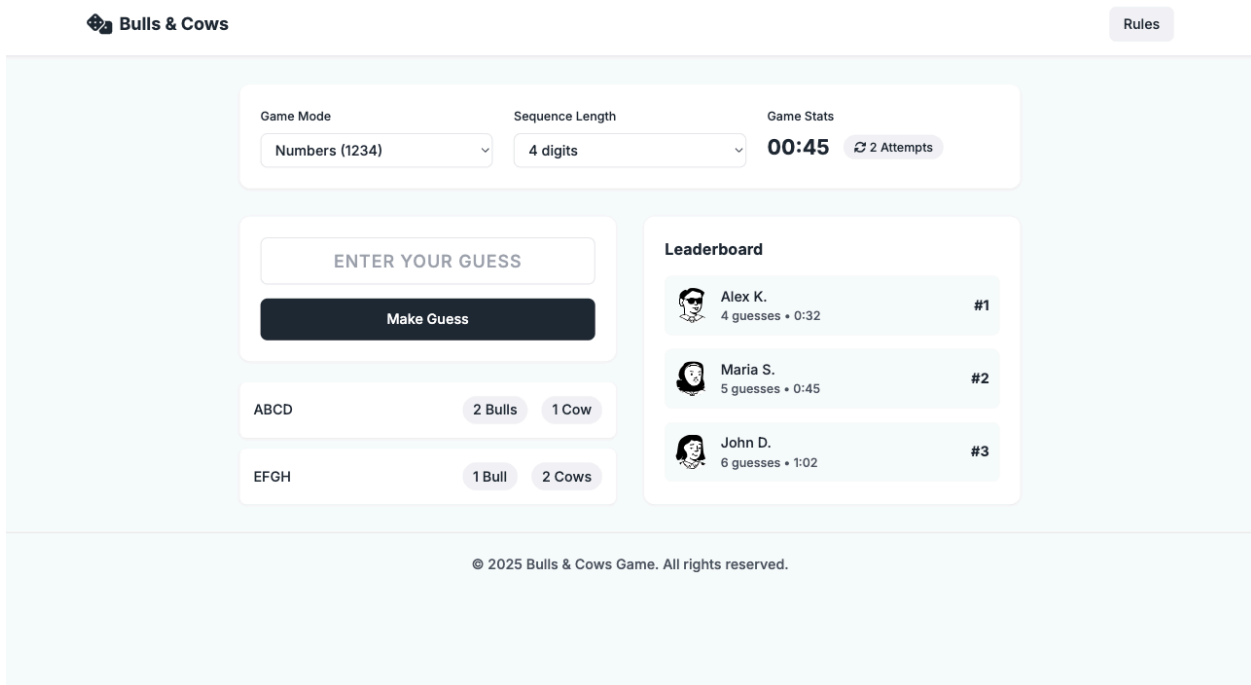 Bulls & Cows
Rules
Game Mode
Sequence Length
Game Stats
Numbers (1234)
4 digits
00:45
2 Attempts
ENTER YOUR GUESS
Make Guess
ABCD
2 Bulls
1 Cow
EFGH
1 Bull
2 Cows
Leaderboard
Alex K.
4 guesses • 0:32
#1
Maria S.
5 guesses • 0:45
#2
John D.
6 guesses • 1:02
#3
© 2025 Bulls & Cows Game. All rights reserved.